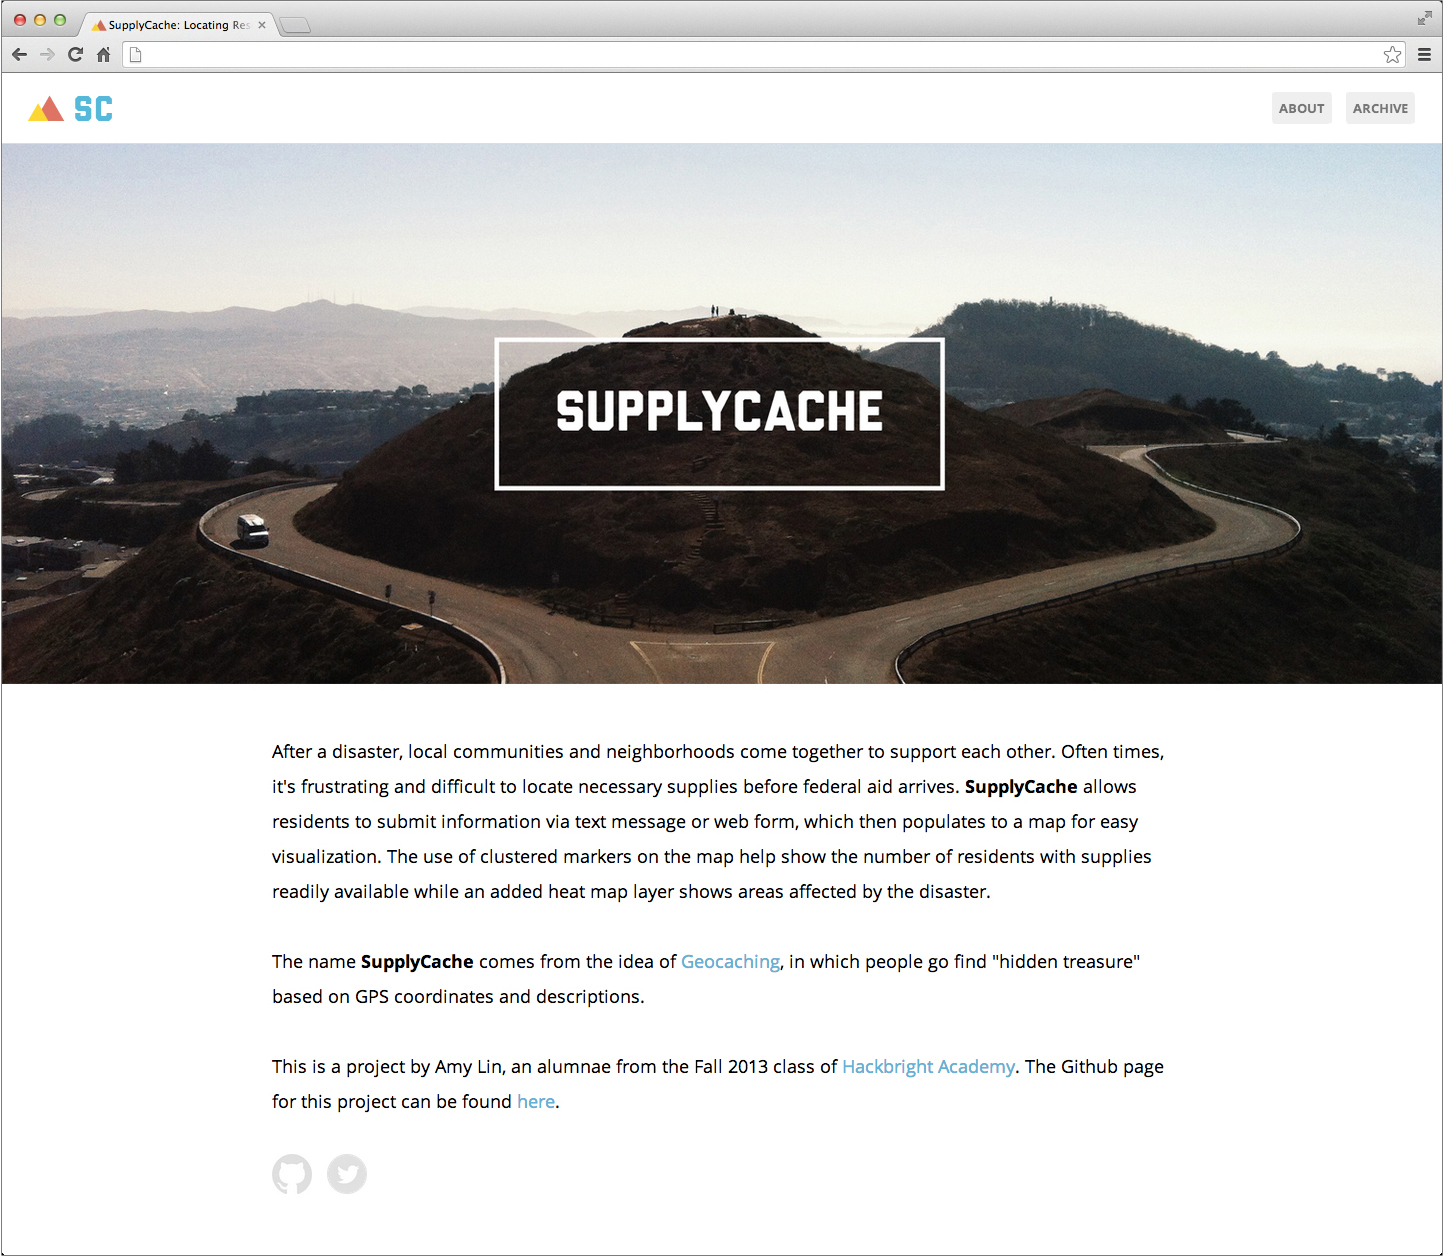 SupplyCache: Locating Res
SC
ABOUT
ARCHIVE
SUPPLYCACHE
After a disaster, local communities and neighborhoods come together to support each other. Often times,
it's frustrating and difficult to locate necessary supplies before federal aid arrives. SupplyCache allows
residents to submit information via text message or web form, which then populates to a map for easy
visualization. The use of clustered markers on the map help show the number of residents with supplies
readily available while an added heat map layer shows areas affected by the disaster.
The name SupplyCache comes from the idea of Geocaching, in which people go find "hidden treasure"
based on GPS coordinates and descriptions.
This is a project by Amy Lin, an alumnae from the Fall 2013 class of Hackbright Academy. The Github page
for this project can be found here.